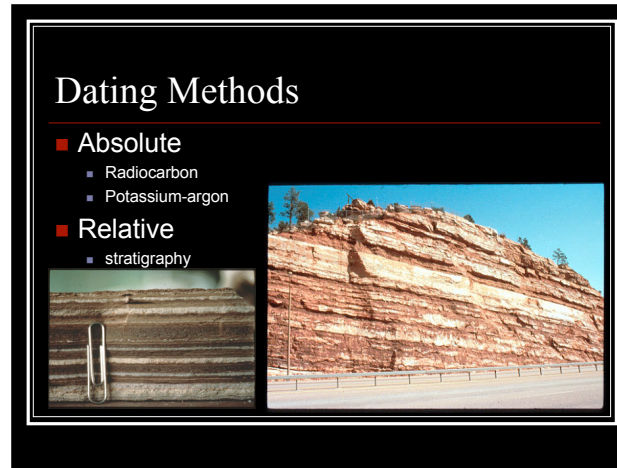 Dating Methods
Absolute
Radiocarbon
Potassium-argon
Relative
stratigraphy